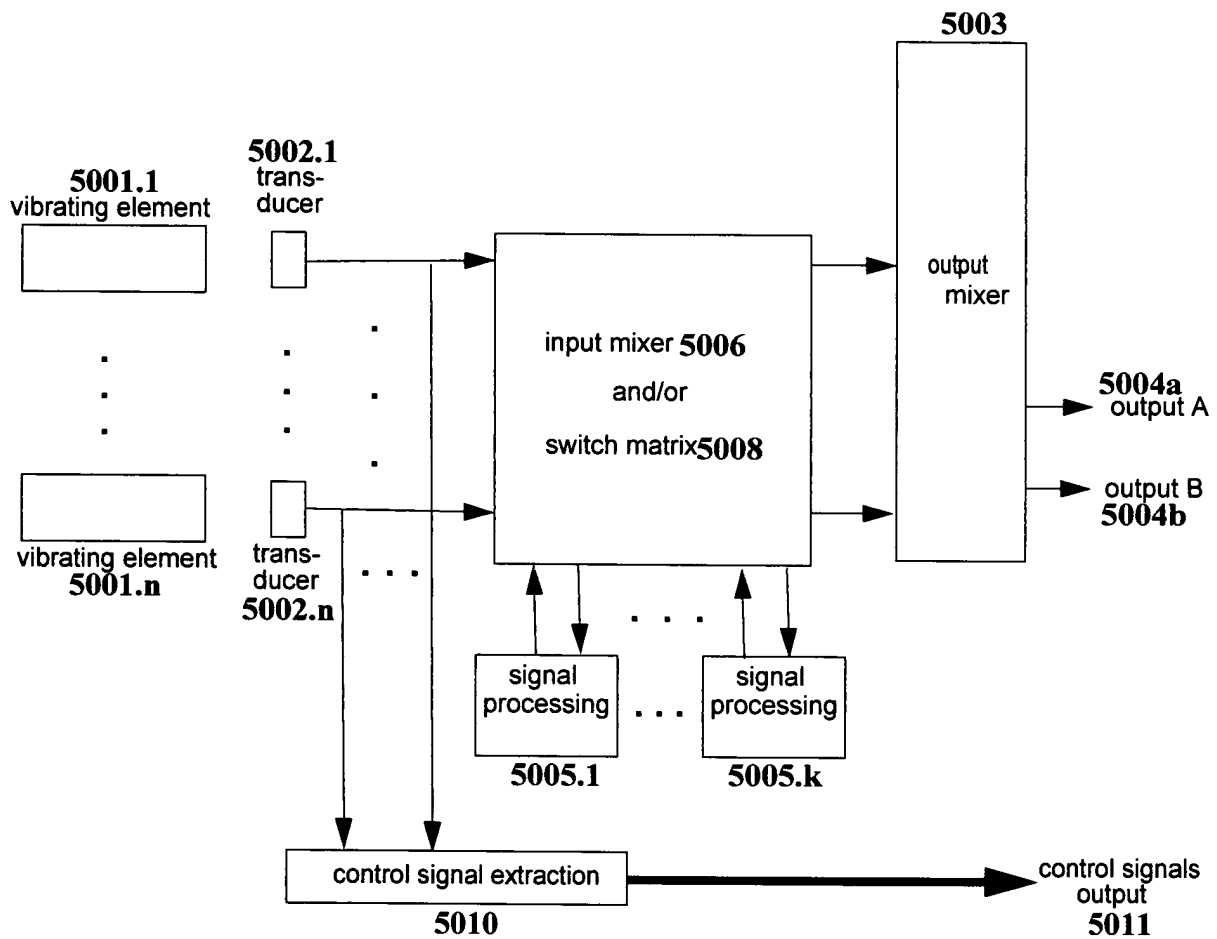 5003
5002.1
trans-
ducer
5001.1
vibrating element
output
mixer
input mixer 5006
and/or
switch matrix5008
5004a
output A
output B
5004b
vibrating element
5001.n
trans-
ducer
5002.n
signal
processing
5005.1
signal
processing
5005.k
control signal extraction
5010
control signals
output
5011